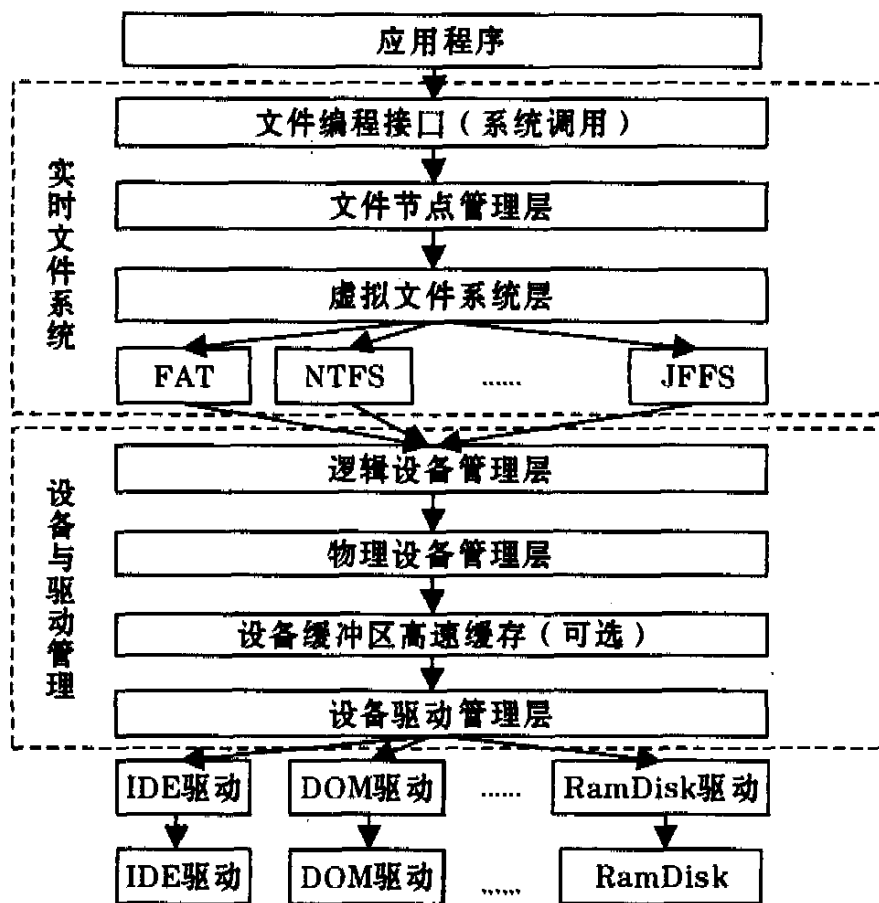 应用程序
文件编程接口（系统调用）
文件节点管理层
虚拟文件系统层
FAT NTFS ...... JFFS
实时文件系统
逻辑设备管理层
物理设备管理层
设备缓冲区高速缓存（可选）
设备驱动管理层
设备与驱动管理
IDE驱动 DOM驱动 ...... RamDisk驱动
IDE驱动 DOM驱动 ...... RamDisk